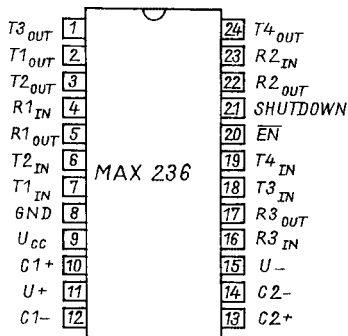 T3OUT 1 24 T4OUT
T1OUT 2 23 R2IN
T2OUT 3 22 R2OUT
R1IN 4 21 SHUTDOWN
R1OUT 5 20 EN
T2IN 6 19 T4IN
MAX 236
T1IN 7 18 T3IN
GND 8 17 R3OUT
UCC 9 16 R3IN
C1+ 10 15 U-
U+ 11 14 C2-
C1- 12 13 C2+